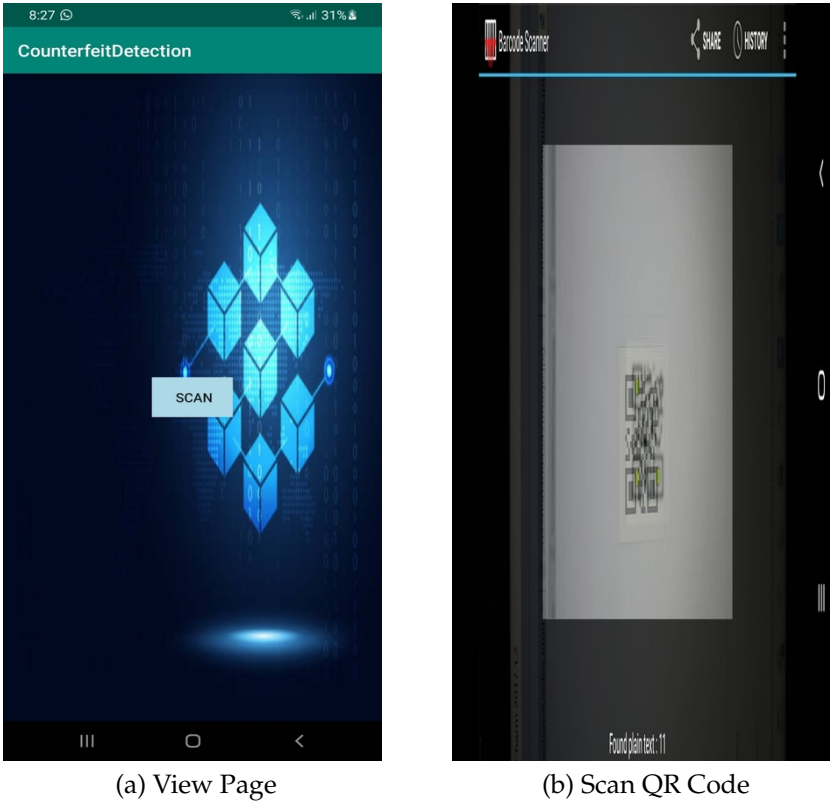 8:27 31%
CounterfeitDetection
SCAN
(a) View Page
Barcode Scanner SHARE HISTORY
Found plain text : 11
(b) Scan QR Code